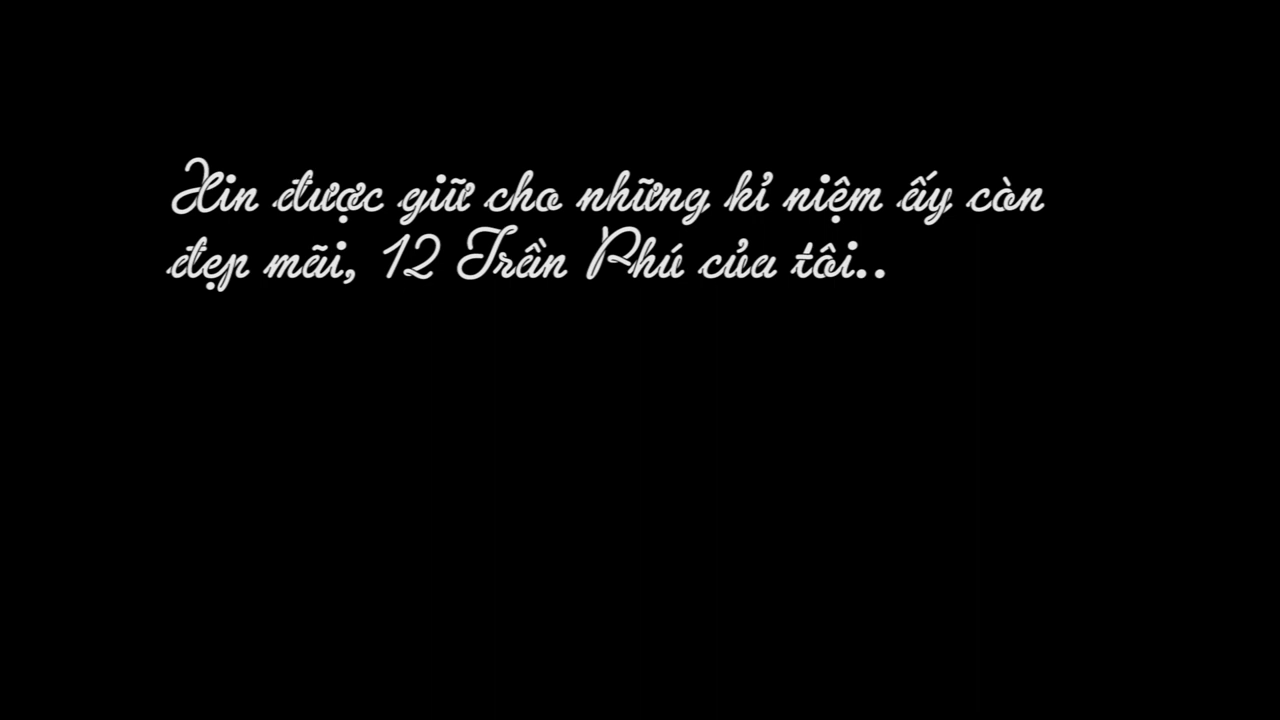 Xin được giữ cho những kỉ niệm ấy còn
đẹp mãi, 12 Trần Phú của tôi..